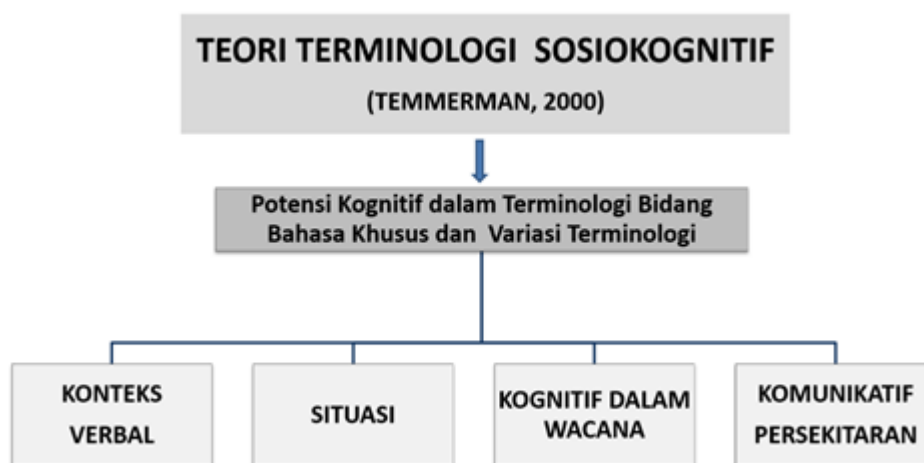 TEORI TERMINOLOGI SOSIOKOGNITIF
(TEMMERMAN, 2000)
Potensi Kognitif dalam Terminologi Bidang
Bahasa Khusus dan Variasi Terminologi
KONTEKS
VERBAL
SITUASI
KOGNITIF DALAM
WACANA
KOMUNIKATIF
PERSEKITARAN